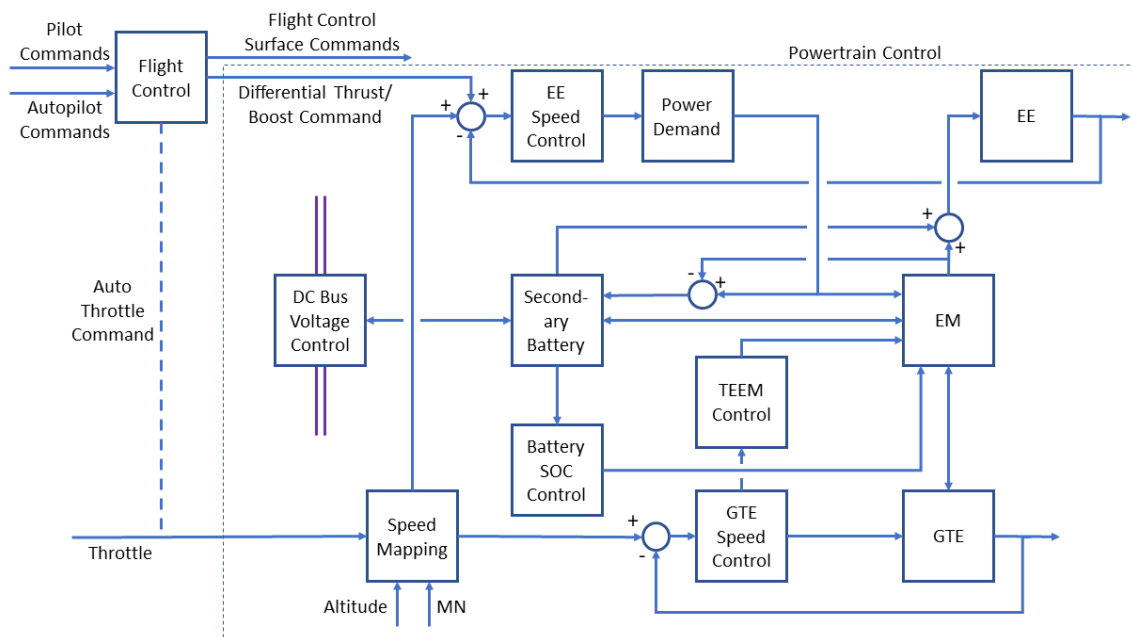 Pilot
Commands
Autopilot
Commands
Flight
Control
Flight Control
Surface Commands
Differential Thrust/
Boost Command
Powertrain Control
+
+
-
EE
Speed
Control
Power
Demand
EE
+
+
-
+
Auto
Throttle
Command
DC Bus
Voltage
Control
Second-
ary
Battery
EM
TEEM
Control
Battery
SOC
Control
Throttle
Speed
Mapping
+
-
GTE
Speed
Control
GTE
Altitude
MN